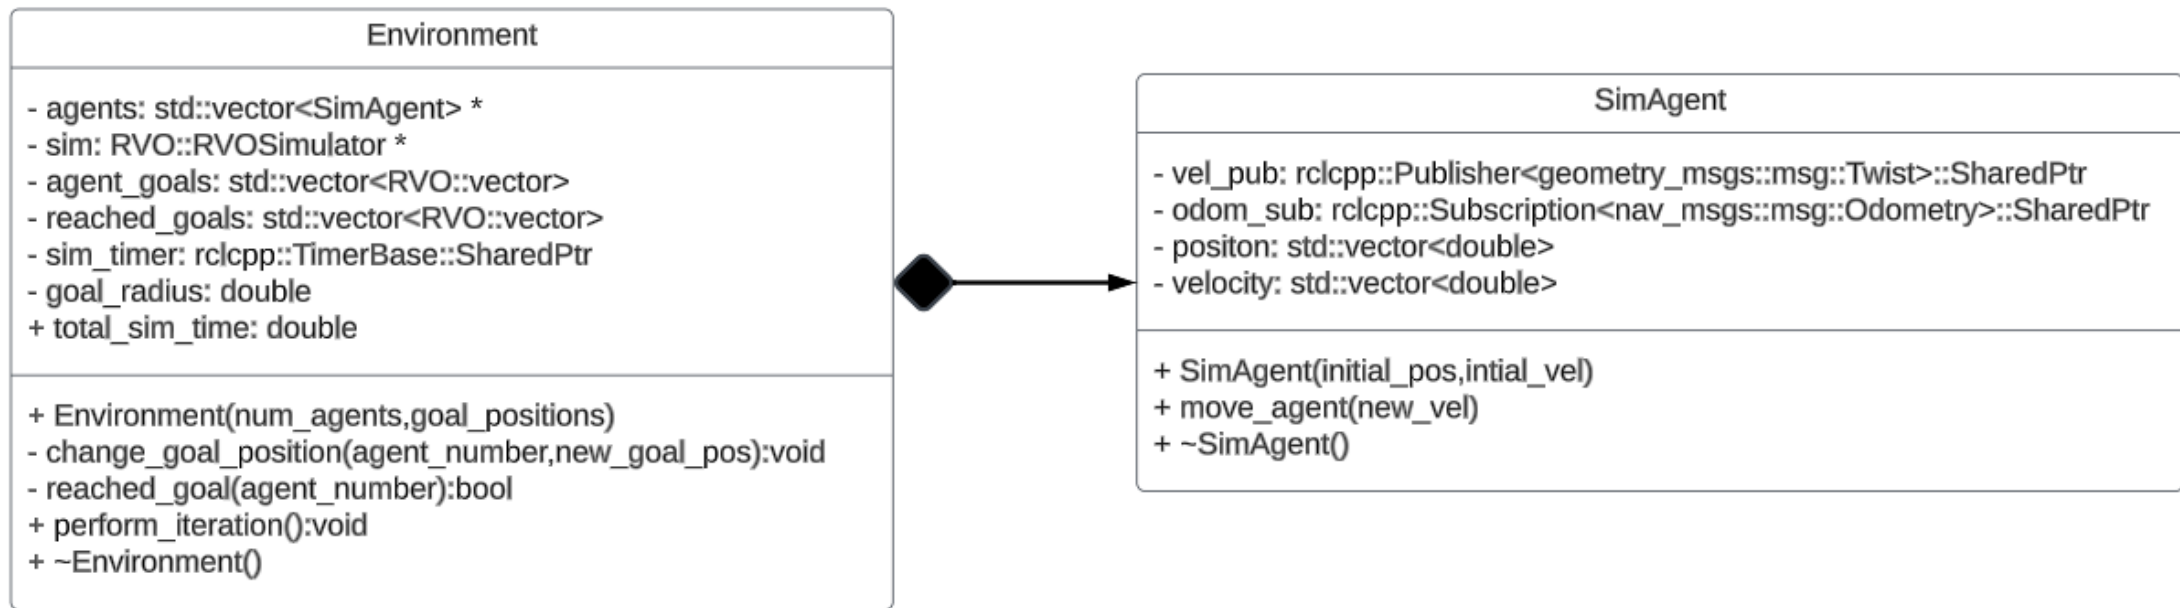 Environment
- agents: std::vector<SimAgent> *
- sim: RVO::RVOSimulator *
- agent_goals: std::vector<RVO::vector>
- reached_goals: std::vector<RVO::vector>
- sim_timer: rclcpp::TimerBase::SharedPtr
- goal_radius: double
+ total_sim_time: double
+ Environment(num_agents,goal_positions)
- change_goal_position(agent_number,new_goal_pos):void
- reached_goal(agent_number):bool
+ perform_iteration():void
+ ~Environment()
SimAgent
- vel_pub: rclcpp::Publisher<geometry_msgs::msg::Twist>::SharedPtr
- odom_sub: rclcpp::Subscription<nav_msgs::msg::Odometry>::SharedPtr
- positon: std::vector<double>
- velocity: std::vector<double>
+ SimAgent(initial_pos,intial_vel)
+ move_agent(new_vel)
+ ~SimAgent()